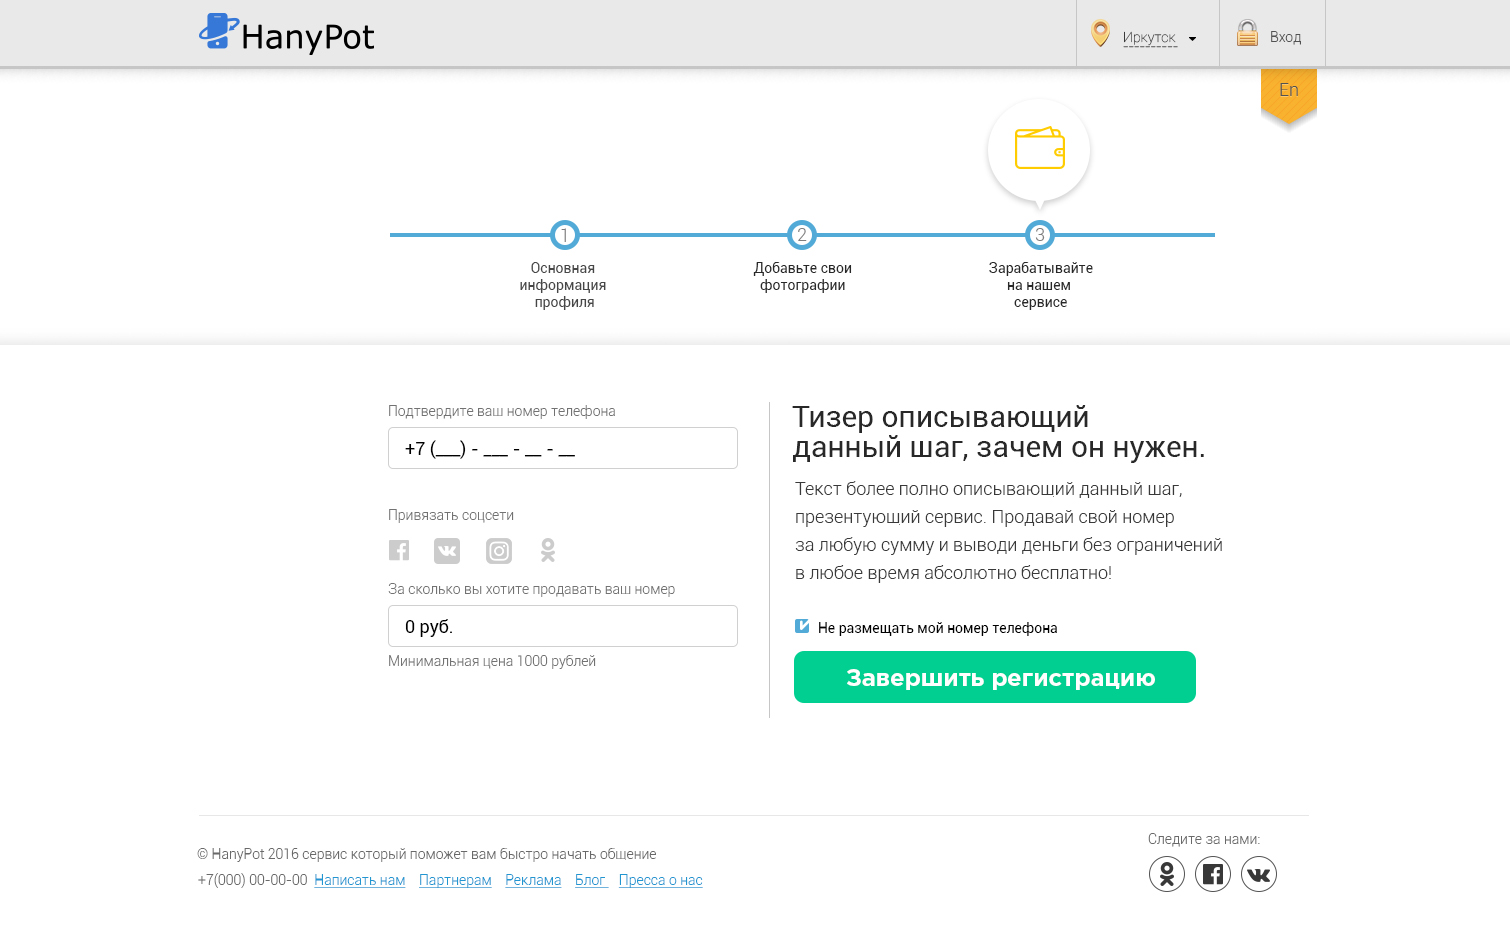 HanyPot
Иркутск
Вход
En
1
2
3
Основная
информация
профиля
Добавьте свои
фотографии
Зарабатывайте
на нашем
сервисе
Подтвердите ваш номер телефона
+7 (___) - ___ - __ - __
Привязать соцсети
За сколько вы хотите продавать ваш номер
0 руб.
Минимальная цена 1000 рублей
Тизер описывающий
данный шаг, зачем он нужен.
Текст более полно описывающий данный шаг,
презентующий сервис. Продавай свой номер
за любую сумму и выводи деньги без ограничений
в любое время абсолютно бесплатно!
Не размещать мой номер телефона
Завершить регистрацию
© HanyPot 2016 сервис который поможет вам быстро начать общение
+7(000) 00-00-00 Написать нам Партнерам Реклама Блог Пресса о нас
Следите за нами: